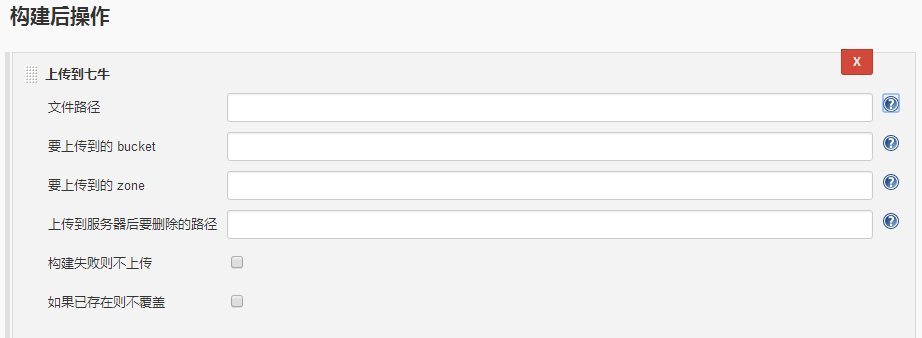 构建后操作
X
上传到七牛
文件路径
要上传到的 bucket
要上传到的 zone
上传到服务器后要删除的路径
构建失败则不上传
如果已存在则不覆盖